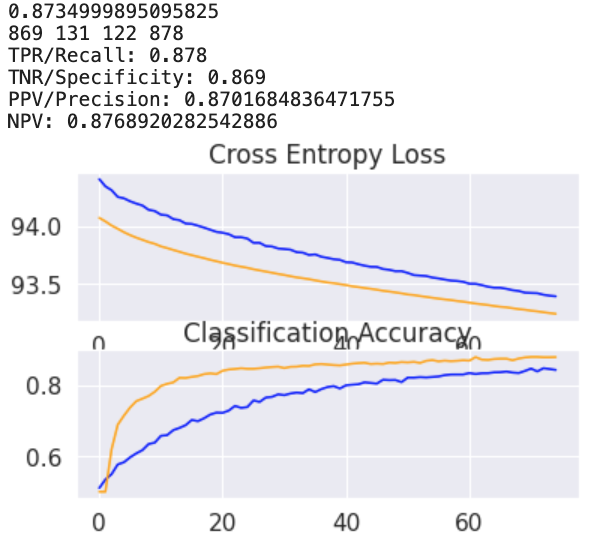 0.8734999895095825
869 131 122 878
TPR/Recall: 0.878
TNR/Specificity: 0.869
PPV/Precision: 0.8701684836471755
NPV: 0.8768920282542886
Cross Entropy Loss
94.0
93.5
0 20 40 60
Classification Accuracy
0.8
0.6
0 20 40 60